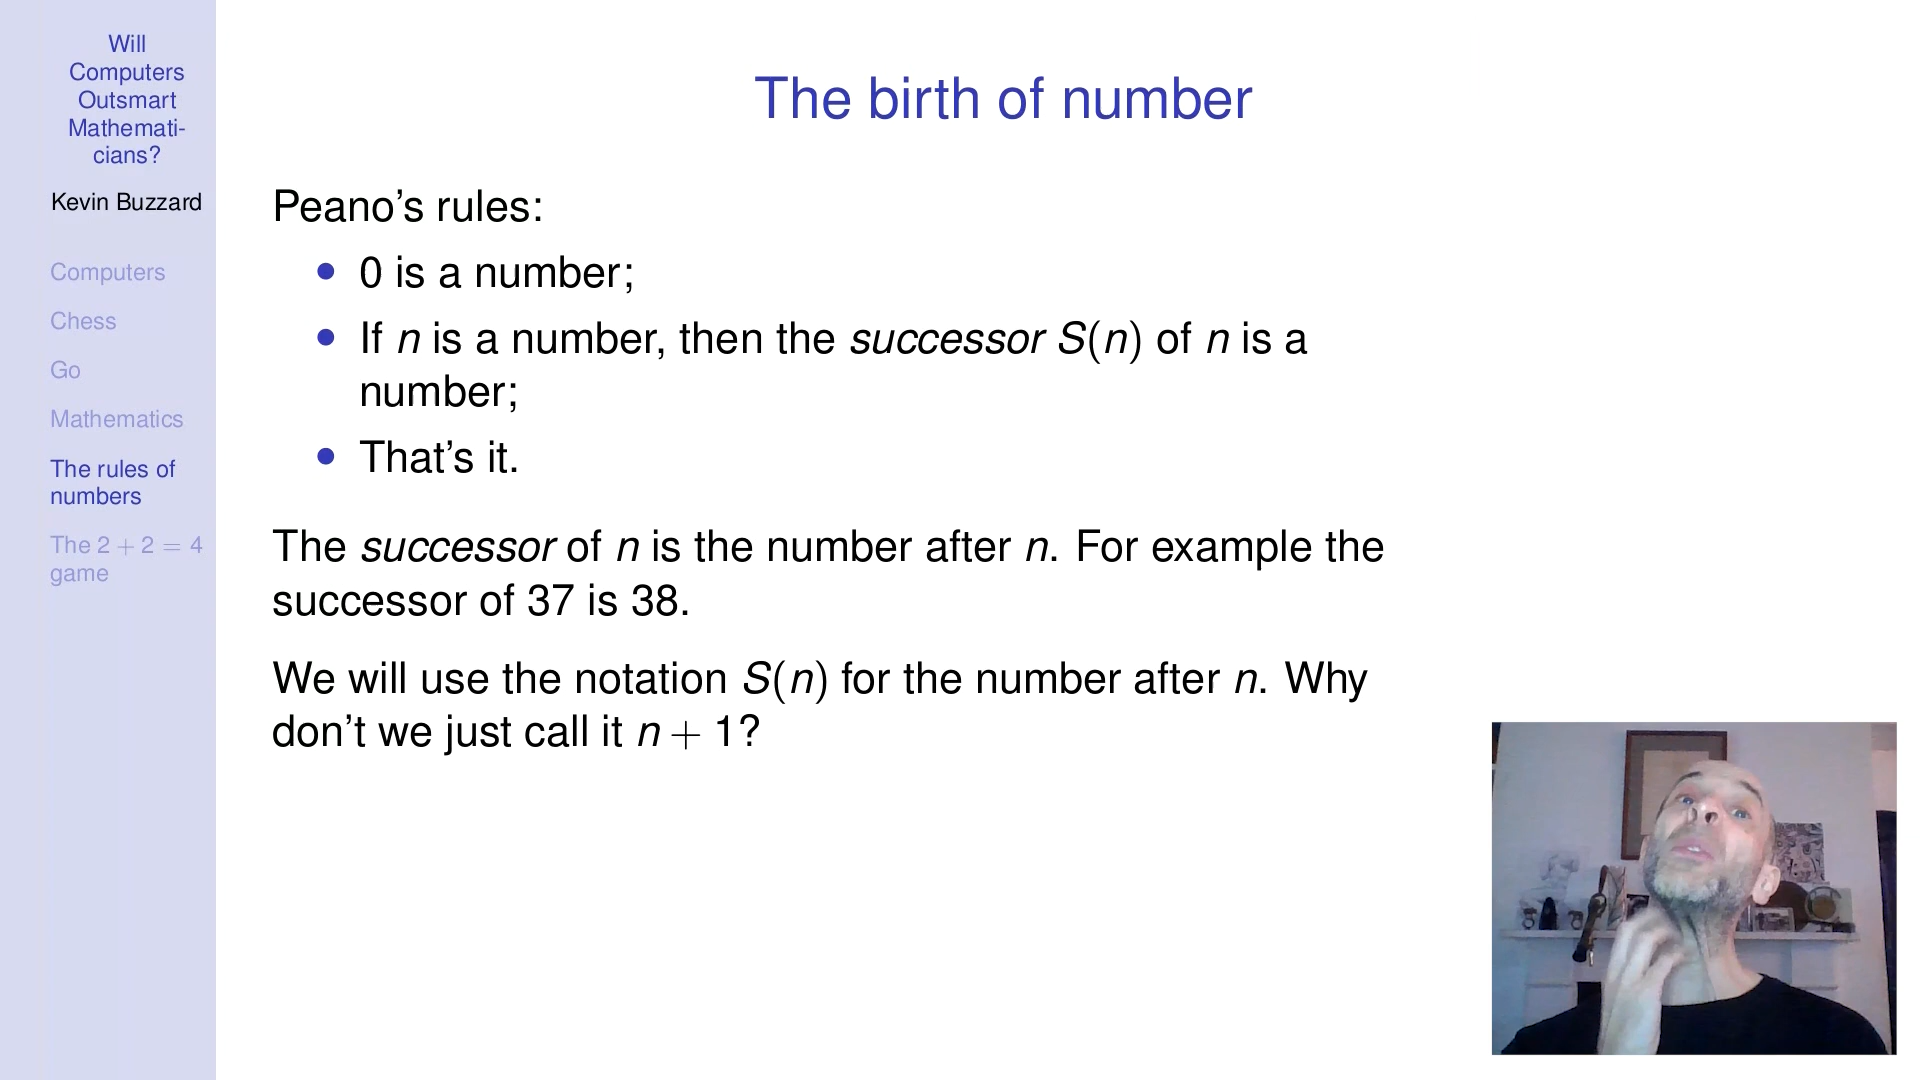 Will
Computers
Outsmart
Mathemati-
cians?
Kevin Buzzard
Computers
Chess
Go
Mathematics
The rules of
numbers
The 2 + 2 = 4
game
The birth of number
Peano's rules:
• 0 is a number;
• If n is a number, then the successor S(n) of n is a
number;
• That's it.
The successor of n is the number after n. For example the
successor of 37 is 38.
We will use the notation S(n) for the number after n. Why
don't we just call it n + 1?